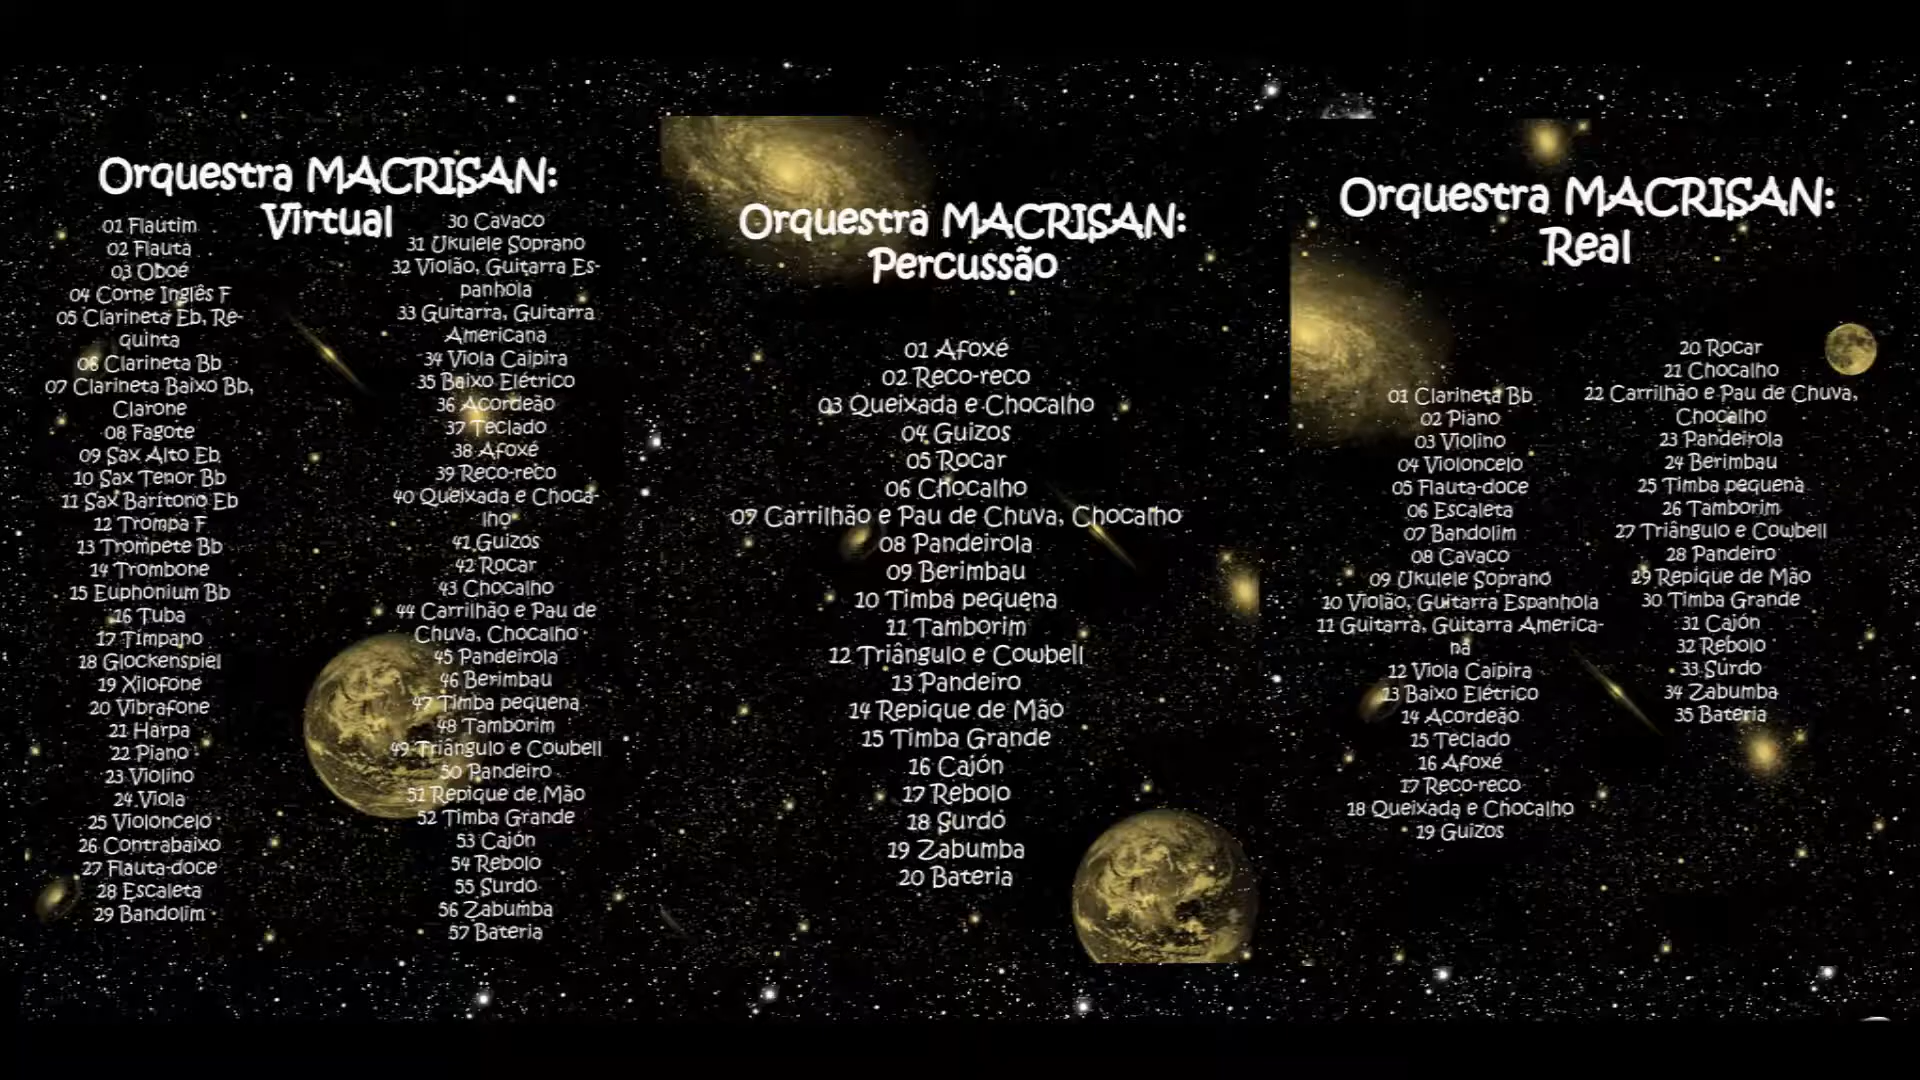 Orquestra MACRISAN:
Virtual
01 Flautim
02 Flauta
03 Oboé
04 Corne Inglês F
05 Clarineta Eb, Re-
quinta
06 Clarineta Bb
07 Clarineta Baixo Bb,
Clarone
08 Fagote
09 Sax Alto Eb
10 Sax Tenor Bb
11 Sax Barítono Eb
12 Trompa F
13 Trompete Bb
14 Trombone
15 Euphonium Bb
16 Tuba
17 Tímpano
18 Glockenspiel
19 Xilofone
20 Vibrafone
21 Harpa
22 Piano
23 Violino
24 Viola
25 Violoncelo
26 Contrabaixo
27 Flauta-doce
28 Escaleta
29 Bandolim
30 Cavaco
31 Ukulele Soprano
32 Violão, Guitarra Es-
panhola
33 Guitarra, Guitarra
Americana
34 Viola Caipira
35 Baixo Elétrico
36 Acordeão
37 Teclado
38 Afoxé
39 Reco-reco
40 Queixada e Choca-
lho
41 Guizos
42 Rocar
43 Chocalho
44 Carrilhão e Pau de
Chuva, Chocalho
45 Pandeirola
46 Berimbau
47 Timba pequena
48 Tamborim
49 Triângulo e Cowbell
50 Pandeiro
51 Repique de Mão
52 Timba Grande
53 Cajón
54 Rebolo
55 Surdo
56 Zabumba
57 Bateria
Orquestra MACRISAN:
Percussão
01 Afoxé
02 Reco-reco
03 Queixada e Chocalho
04 Guizos
05 Rocar
06 Chocalho
07 Carrilhão e Pau de Chuva, Chocalho
08 Pandeirola
09 Berimbau
10 Timba pequena
11 Tamborim
12 Triângulo e Cowbell
13 Pandeiro
14 Repique de Mão
15 Timba Grande
16 Cajón
17 Rebolo
18 Surdo
19 Zabumba
20 Bateria
Orquestra MACRISAN:
Real
01 Clarineta Bb
02 Piano
03 Violino
04 Violoncelo
05 Flauta-doce
06 Escaleta
07 Bandolim
08 Cavaco
09 Ukulele Soprano
10 Violão, Guitarra Espanhola
11 Guitarra, Guitarra America-
na
12 Viola Caipira
13 Baixo Elétrico
14 Acordeão
15 Teclado
16 Afoxé
17 Reco-reco
18 Queixada e Chocalho
19 Guizos
20 Rocar
21 Chocalho
22 Carrilhão e Pau de Chuva,
Chocalho
23 Pandeirola
24 Berimbau
25 Timba pequena
26 Tamborim
27 Triângulo e Cowbell
28 Pandeiro
29 Repique de Mão
30 Timba Grande
31 Cajón
32 Rebolo
33 Surdo
34 Zabumba
35 Bateria